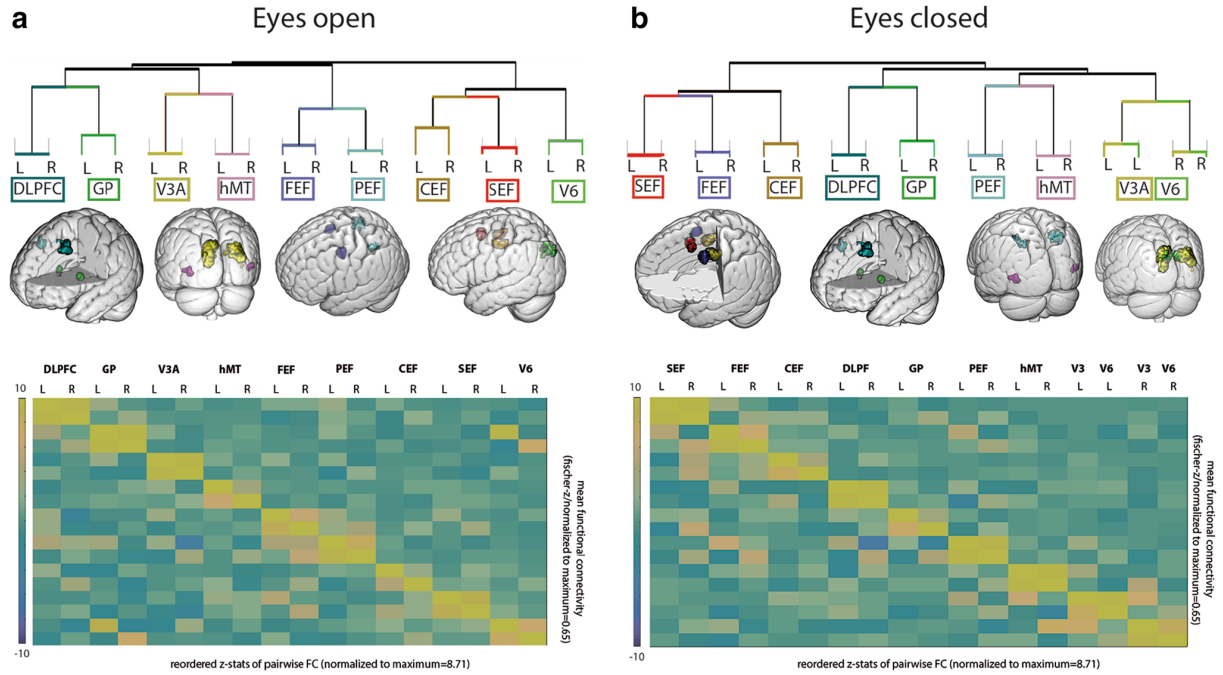 a Eyes open
L R L R L R L R L R L R L R L R L R
DLPFC GP V3A hMT FEF PEF CEF SEF V6
DLPFC GP V3A hMT FEF PEF CEF SEF V6
L R L R L R L R L R L R L R L R L R
10
-10
mean functional connectivity
(fischer-z/normalized to maximum=0.65)
reordered z-stats of pairwise FC (normalized to maximum=8.71)
b Eyes closed
L R L R L R L R L R L R L R L L R R
SEF FEF CEF DLPFC GP PEF hMT V3A V6
SEF FEF CEF DLPF GP PEF hMT V3 V6 V3 V6
L R L R L R L R L R L R L R L L R R
10
-10
mean functional connectivity
(fischer-z/normalized to maximum=0.65)
reordered z-stats of pairwise FC (normalized to maximum=8.71)